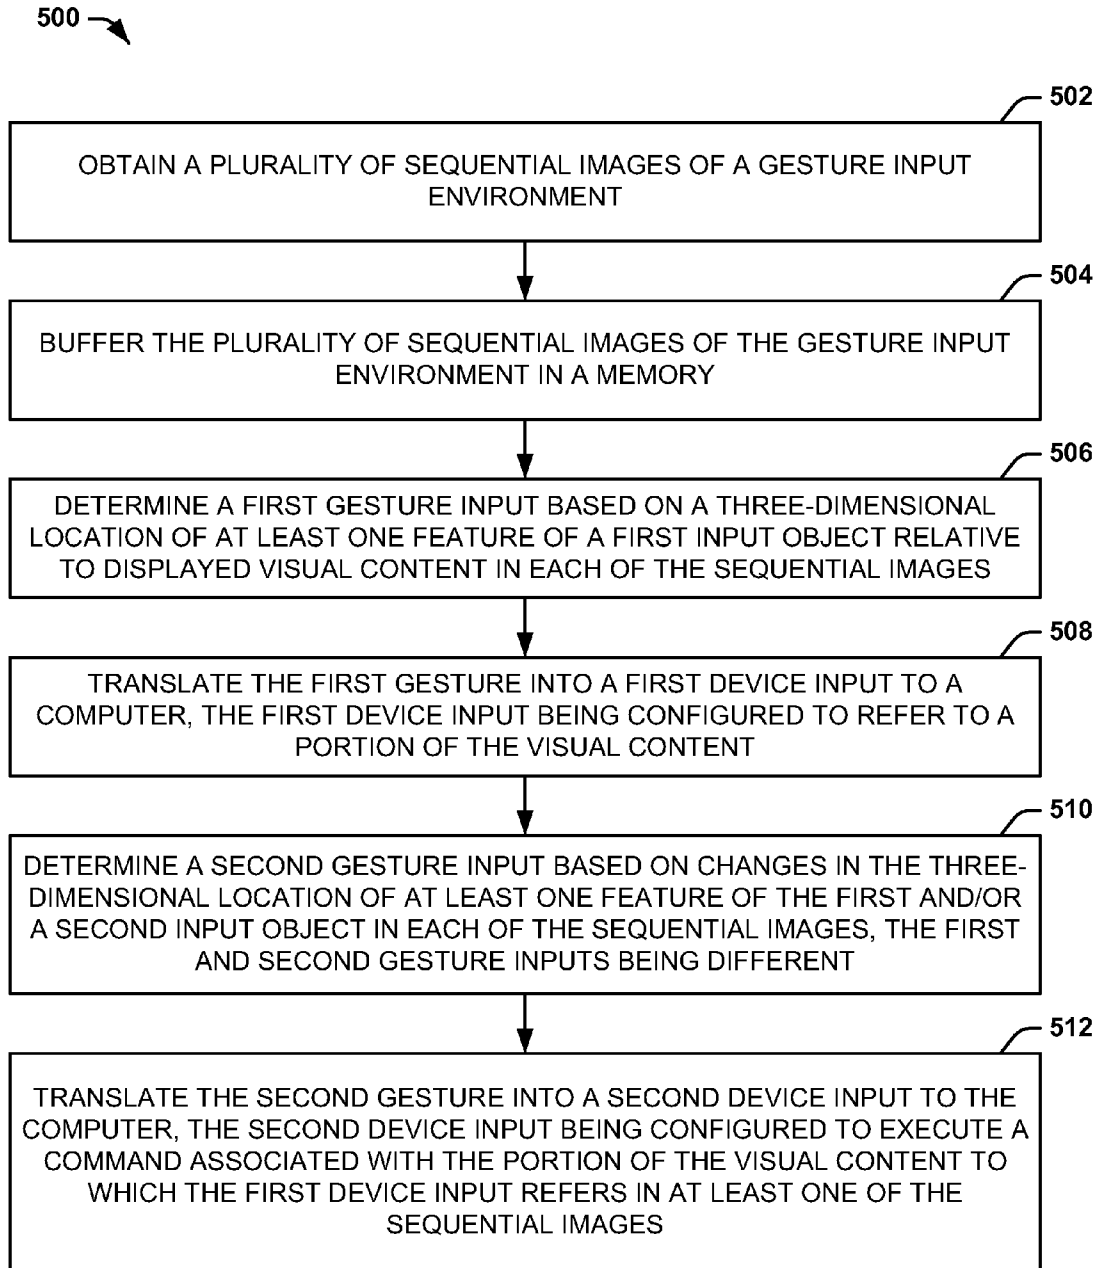 500
502
OBTAIN A PLURALITY OF SEQUENTIAL IMAGES OF A GESTURE INPUT
ENVIRONMENT
504
BUFFER THE PLURALITY OF SEQUENTIAL IMAGES OF THE GESTURE INPUT
ENVIRONMENT IN A MEMORY
506
DETERMINE A FIRST GESTURE INPUT BASED ON A THREE-DIMENSIONAL
LOCATION OF AT LEAST ONE FEATURE OF A FIRST INPUT OBJECT RELATIVE
TO DISPLAYED VISUAL CONTENT IN EACH OF THE SEQUENTIAL IMAGES
508
TRANSLATE THE FIRST GESTURE INTO A FIRST DEVICE INPUT TO A
COMPUTER, THE FIRST DEVICE INPUT BEING CONFIGURED TO REFER TO A
PORTION OF THE VISUAL CONTENT
510
DETERMINE A SECOND GESTURE INPUT BASED ON CHANGES IN THE THREE-
DIMENSIONAL LOCATION OF AT LEAST ONE FEATURE OF THE FIRST AND/OR
A SECOND INPUT OBJECT IN EACH OF THE SEQUENTIAL IMAGES, THE FIRST
AND SECOND GESTURE INPUTS BEING DIFFERENT
512
TRANSLATE THE SECOND GESTURE INTO A SECOND DEVICE INPUT TO THE
COMPUTER, THE SECOND DEVICE INPUT BEING CONFIGURED TO EXECUTE A
COMMAND ASSOCIATED WITH THE PORTION OF THE VISUAL CONTENT TO
WHICH THE FIRST DEVICE INPUT REFERS IN AT LEAST ONE OF THE
SEQUENTIAL IMAGES